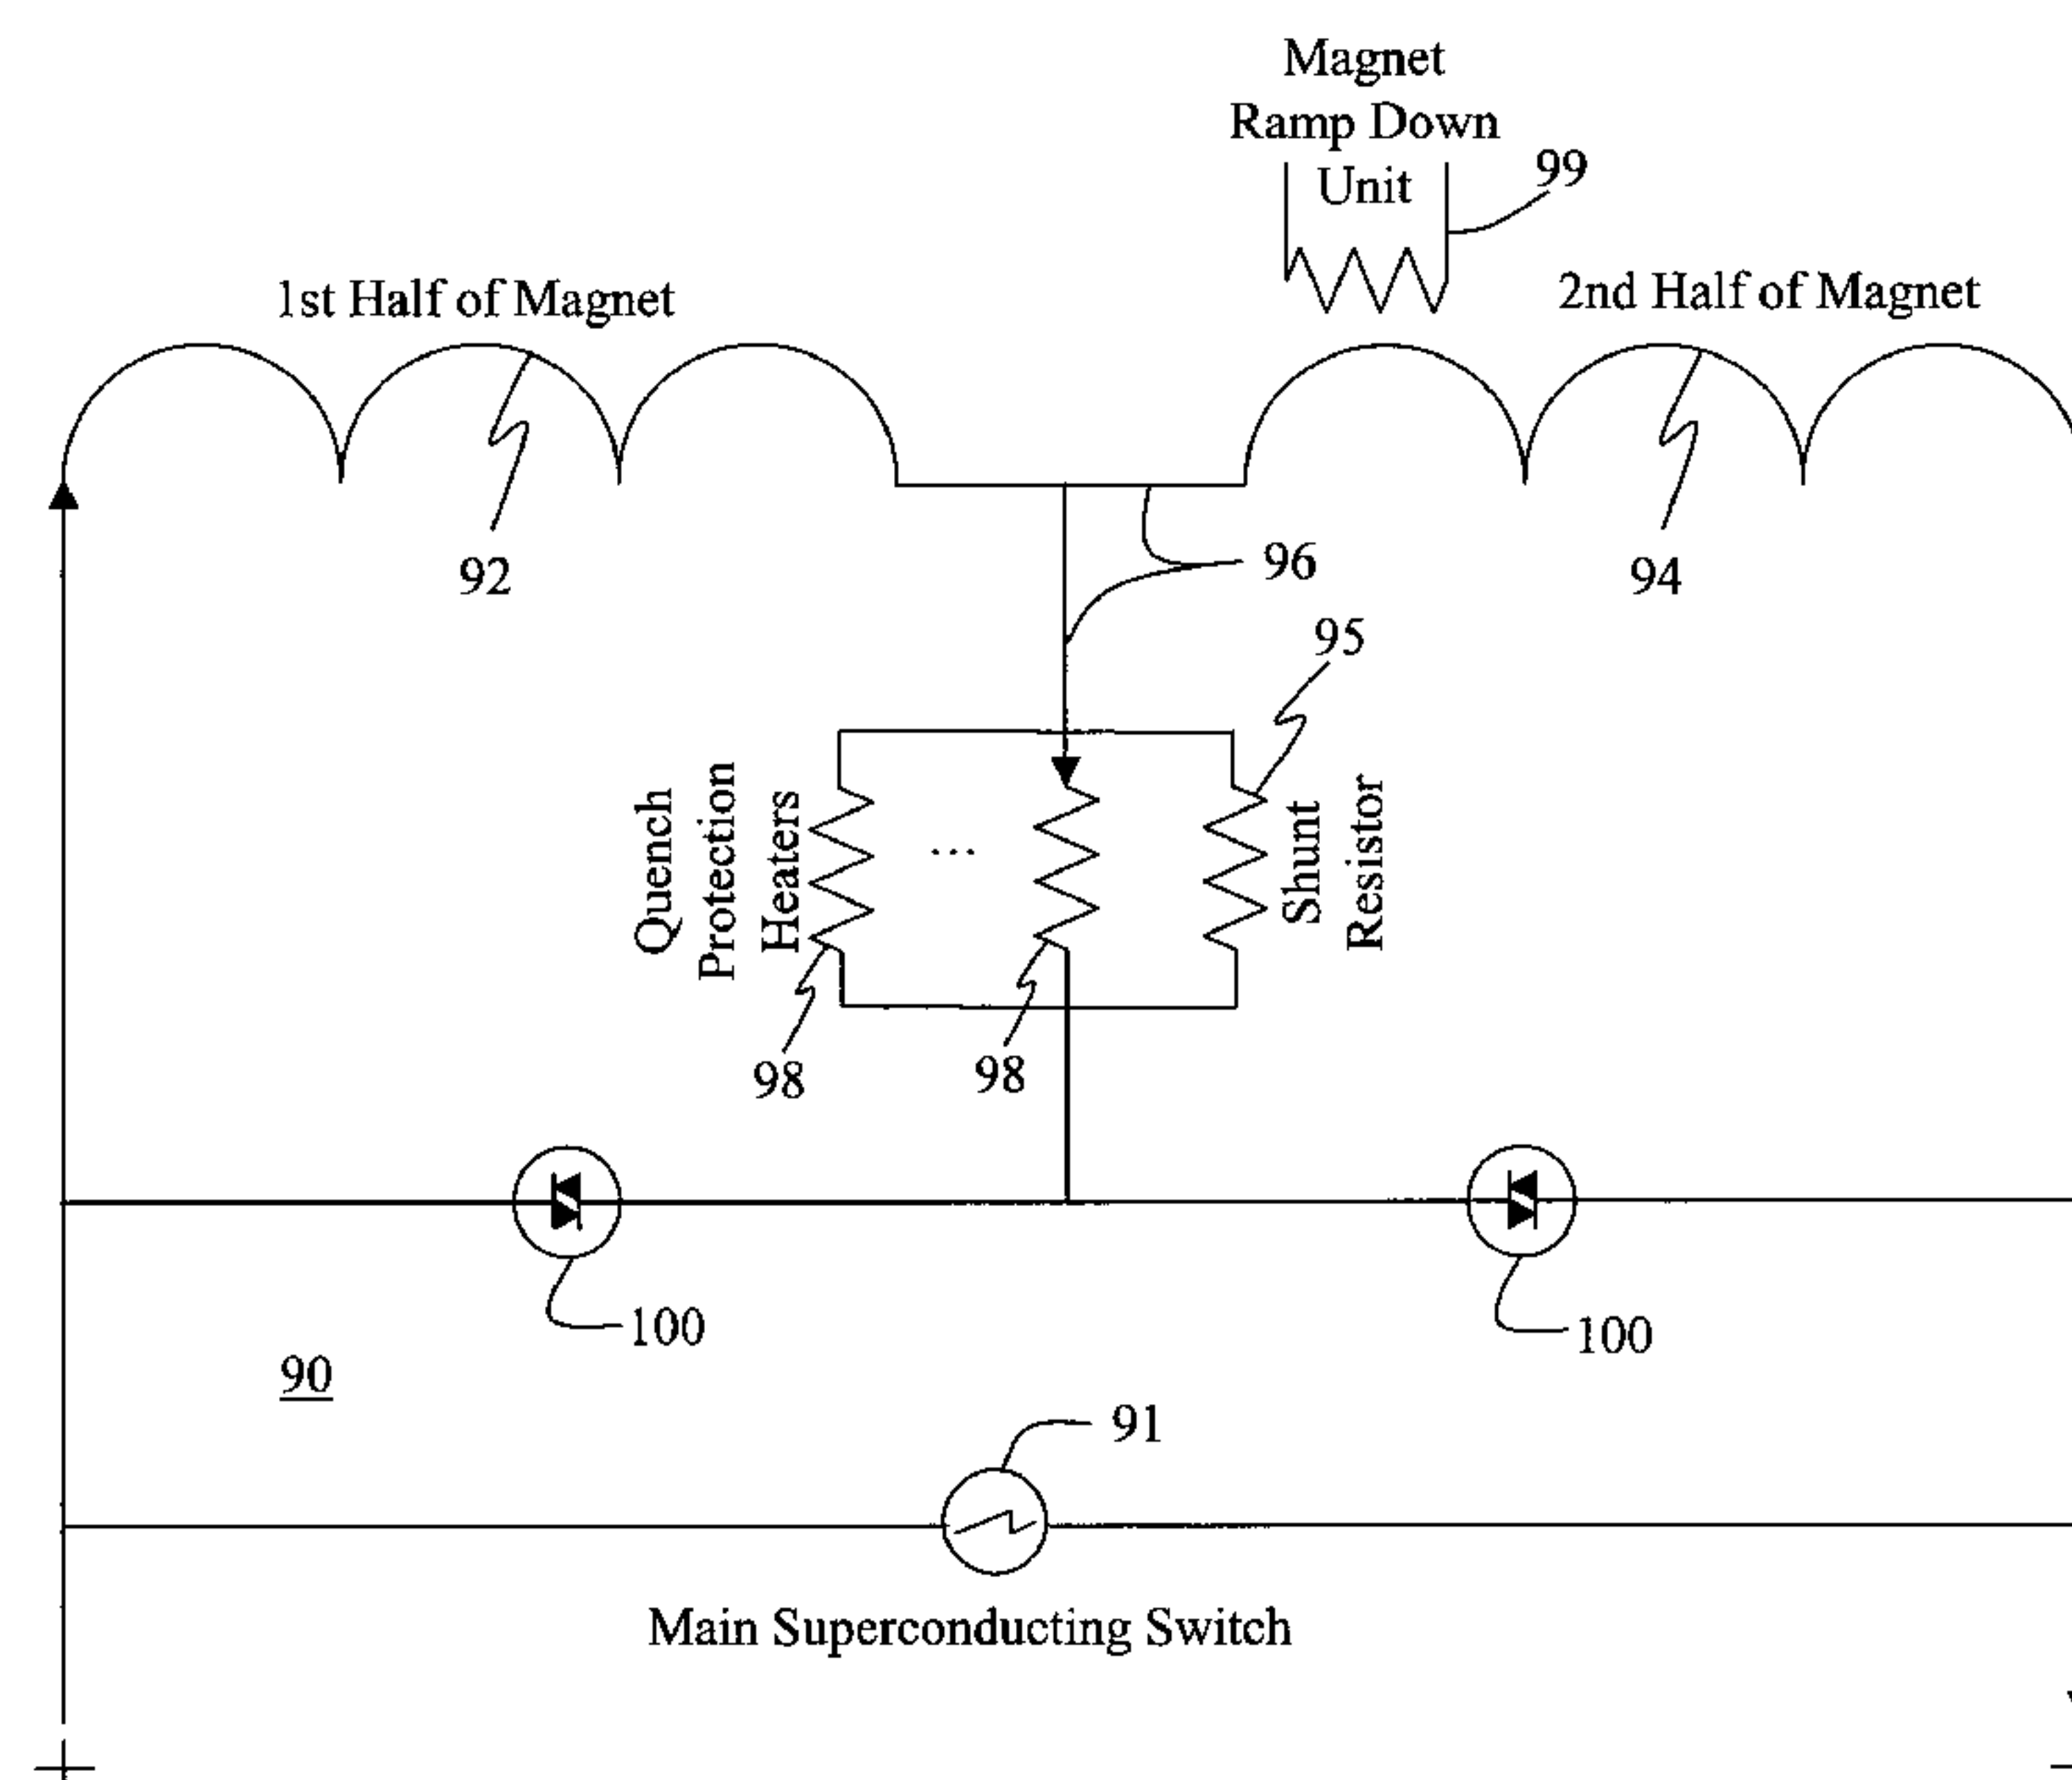 Magnet
Ramp Down
Unit
99
1st Half of Magnet
2nd Half of Magnet
92
96
94
95
Quench
Protection
Heaters
...
Shunt
Resistor
98
98
100
100
90
91
Main Superconducting Switch